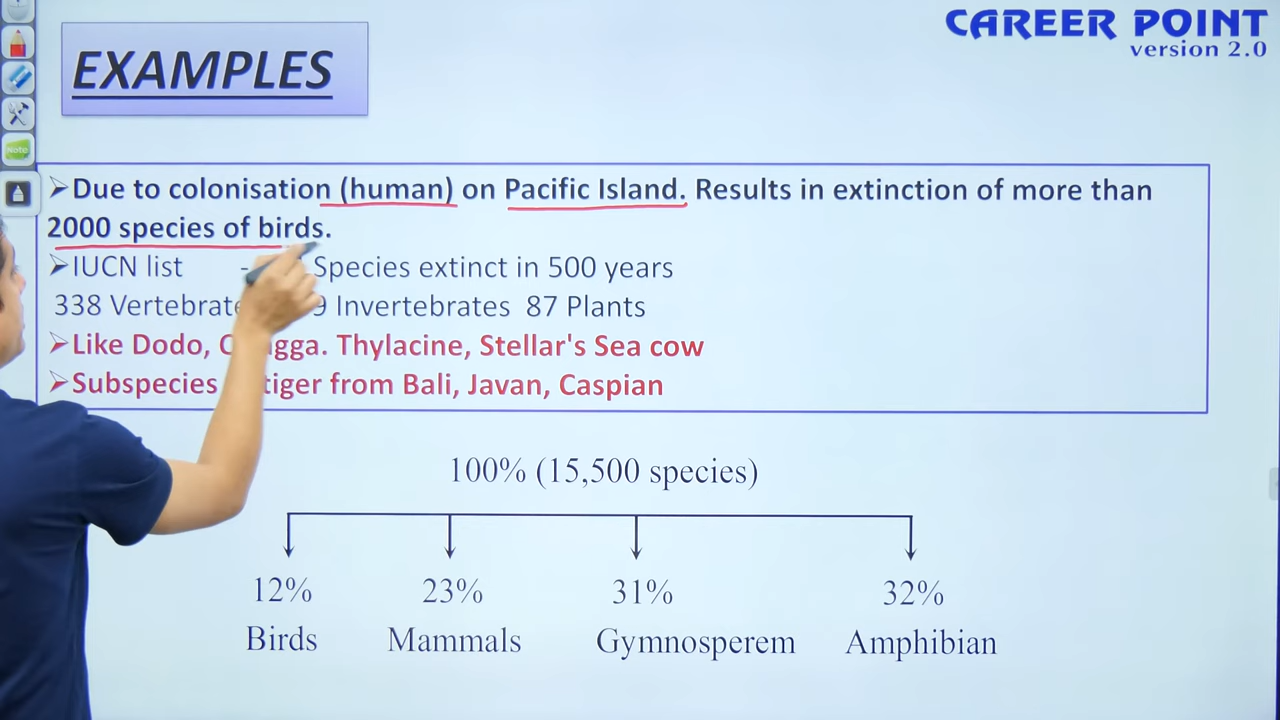 CAREER POINT
version 2.0
EXAMPLES
Note
➢Due to colonisation (human) on Pacific Island. Results in extinction of more than
2000 species of birds.
➢IUCN list - Species extinct in 500 years
338 Invertebrates 87 Plants
➢Like Dodo, Thylacine, Stellar's Sea cow
➢Subspecies tiger from Bali, Javan, Caspian
100% (15,500 species)
12% 23% 31% 32%
Birds Mammals Gymnosperem Amphibian